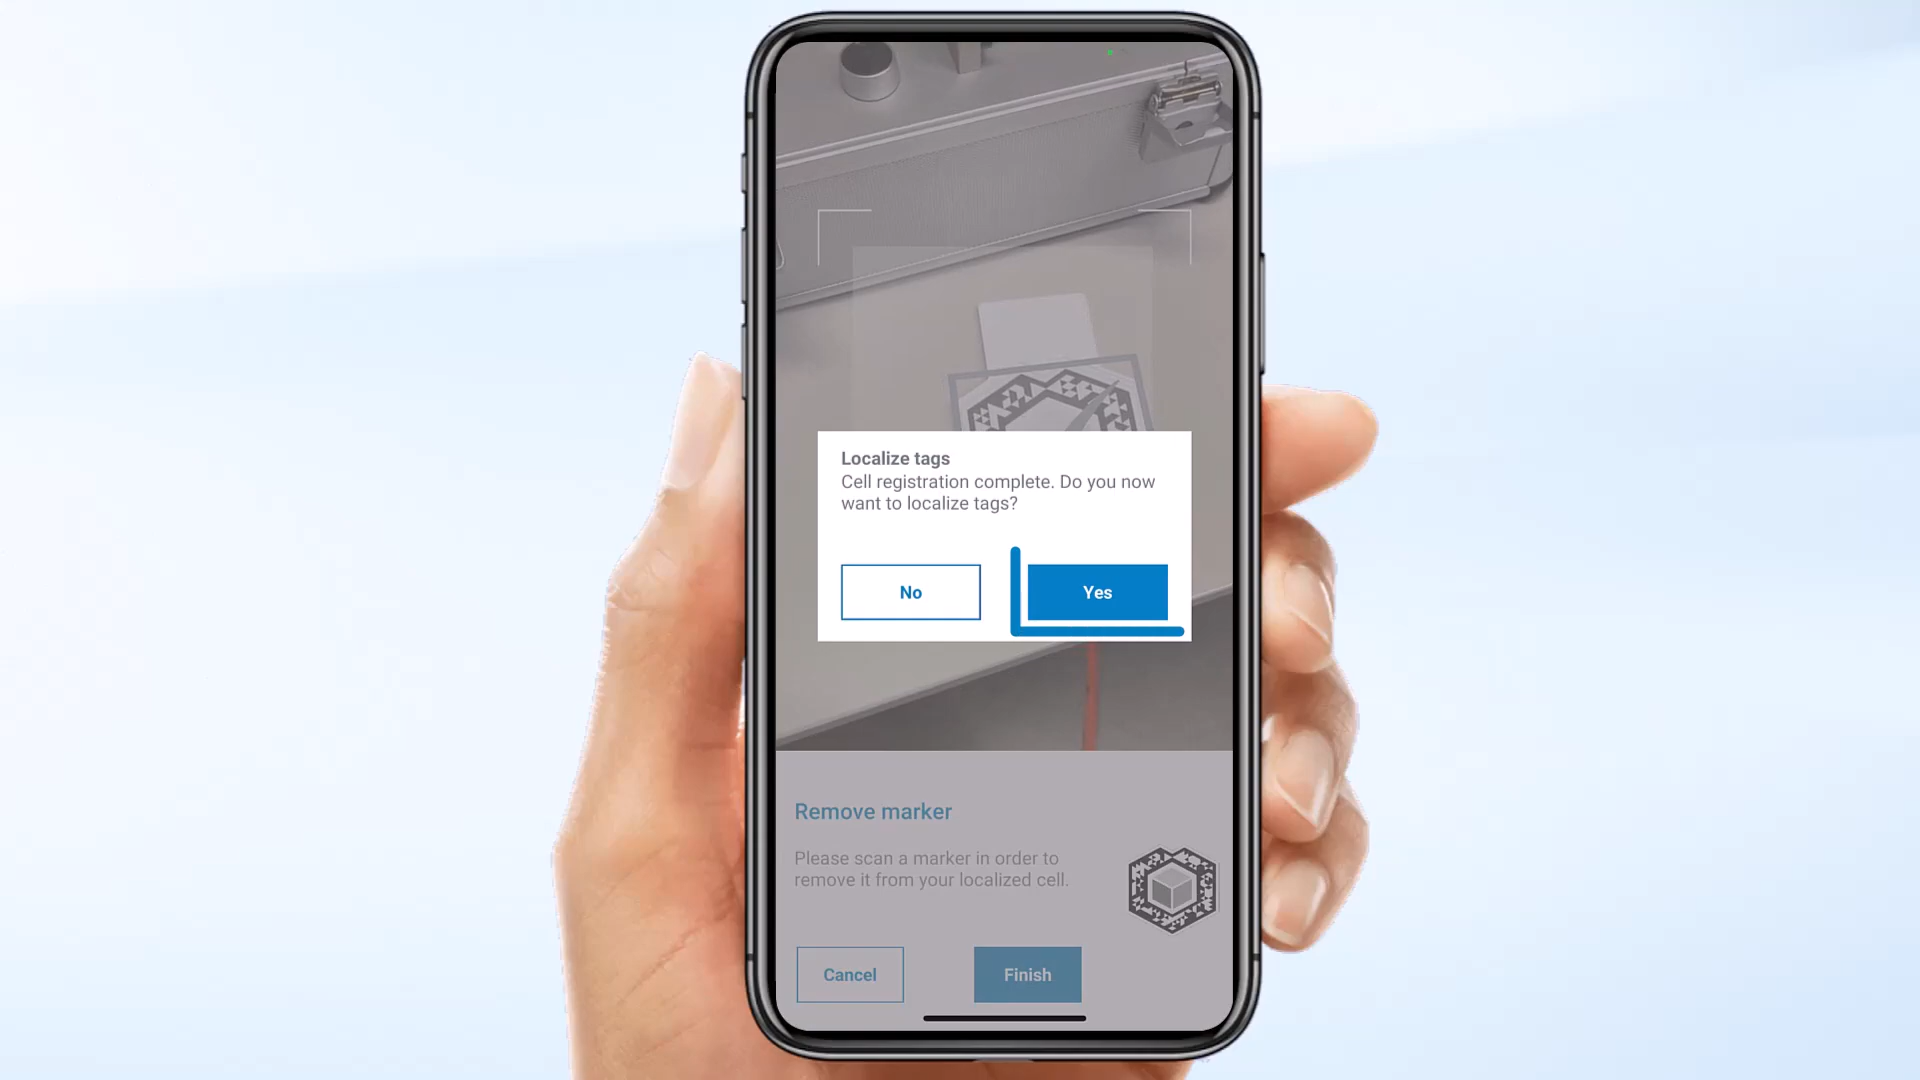 Localize tags
Cell registration complete. Do you now
want to localize tags?
No
Yes
Remove marker
Please scan a marker in order to
remove it from your localized cell.
Cancel
Finish